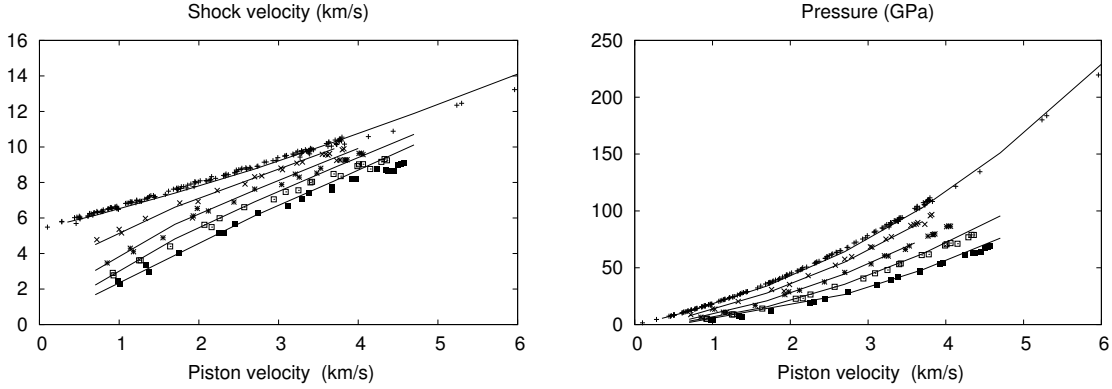 Shock velocity (km/s)
16
14
12
10
8
6
4
2
0
0 1 2 3 4 5 6
Piston velocity (km/s)
Pressure (GPa)
250
200
150
100
50
0
0 1 2 3 4 5 6
Piston velocity (km/s)